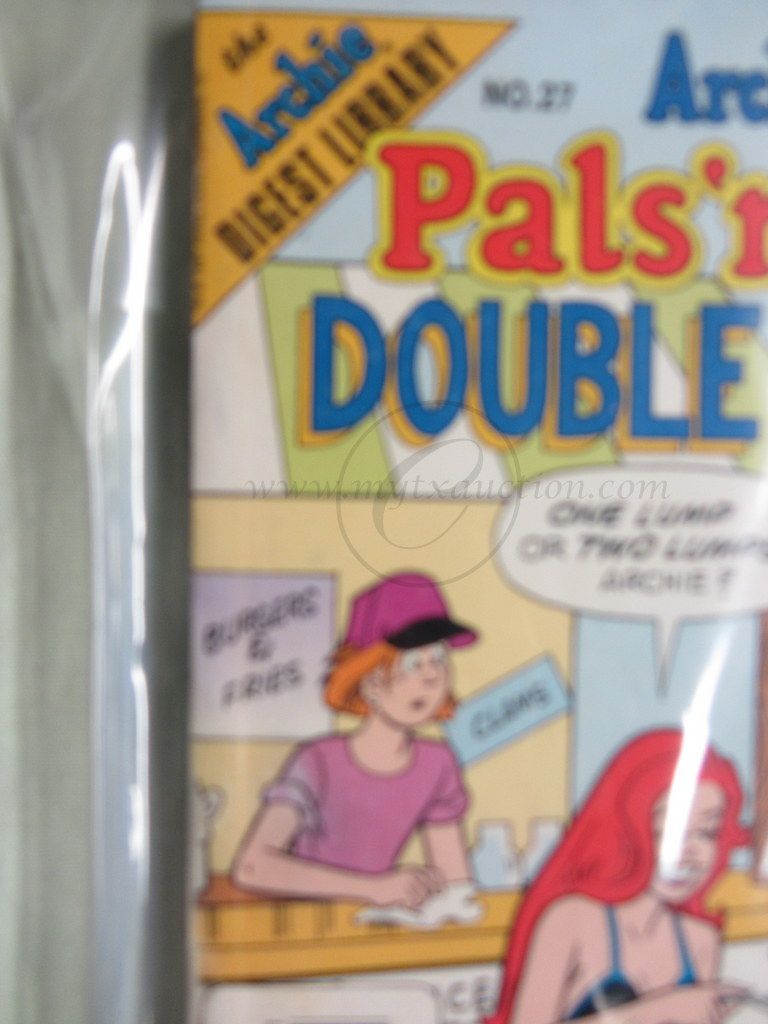 the
Archie
DIGEST LIBRARY
NO.27
Pals'n
DOUBLE
www.mytxauction.com
ONE LUMP
OR TWO LUMPS
ARCHIE?
BURGERS
&
FRIES
CLAMS